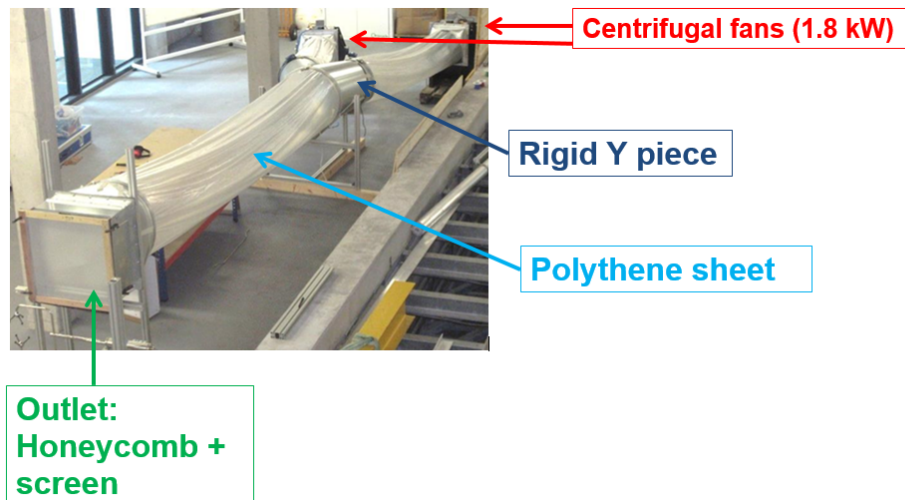 Centrifugal fans (1.8 kW)
Rigid Y piece
Polythene sheet
Outlet:
Honeycomb +
screen